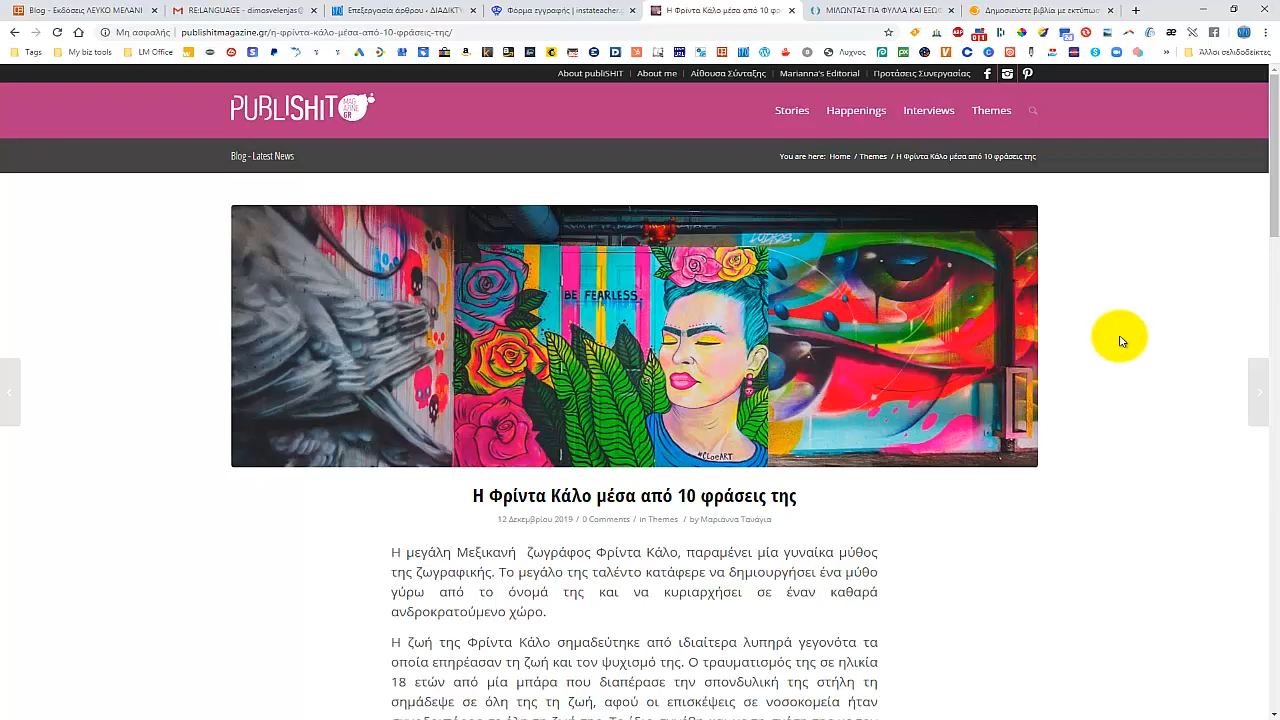 Blog - Εκδόσεις ΛΕΥΚΟ ΜΕΛΑΝΙ
RELANGUAGE - dimosvelenjas@
Επεξεργασία άρθρου ‹ ΔΙΑΔΙΚΤΥ
Φόρμα εγγραφής | instateacher.
Η Φρίντα Κάλο μέσα από 10 φρ
ΜΙΛΩΝΤΑΣ ΓΙΑ ΦΥΛΛΑ ΚΑΙ ΕΞΩΣ
Δημοσιεύστε βιβλία με εκτύπωσ
Μη ασφαλής | publishitmagazine.gr/η-φρίντα-κάλο-μέσα-από-10-φράσεις-της/
Tags
My biz tools
LM Office
Λυχνος
Άλλοι σελιδοδείκτες
About publiSHIT
About me
Αίθουσα Σύνταξης
Marianna's Editorial
Προτάσεις Συνεργασίας
PUBLISHIT MAGAZINE GR
Stories
Happenings
Interviews
Themes
Blog - Latest News
You are here: Home / Themes / Η Φρίντα Κάλο μέσα από 10 φράσεις της
BE FEARLESS.
#CLOEART
Η Φρίντα Κάλο μέσα από 10 φράσεις της
12 Δεκεμβρίου 2019 / 0 Comments / in Themes / by Μαριάννα Τανάγια
Η μεγάλη Μεξικανή ζωγράφος Φρίντα Κάλο, παραμένει μία γυναίκα μύθος
της ζωγραφικής. Το μεγάλο της ταλέντο κατάφερε να δημιουργήσει ένα μύθο
γύρω από το όνομά της και να κυριαρχήσει σε έναν καθαρά
ανδροκρατούμενο χώρο.
Η ζωή της Φρίντα Κάλο σημαδεύτηκε από ιδιαίτερα λυπηρά γεγονότα τα
οποία επηρέασαν τη ζωή και τον ψυχισμό της. Ο τραυματισμός της σε ηλικία
18 ετών από μία μπάρα που διαπέρασε την σπονδυλική της στήλη τη
σημάδεψε σε όλη της τη ζωή, αφού οι επισκέψεις σε νοσοκομεία ήταν